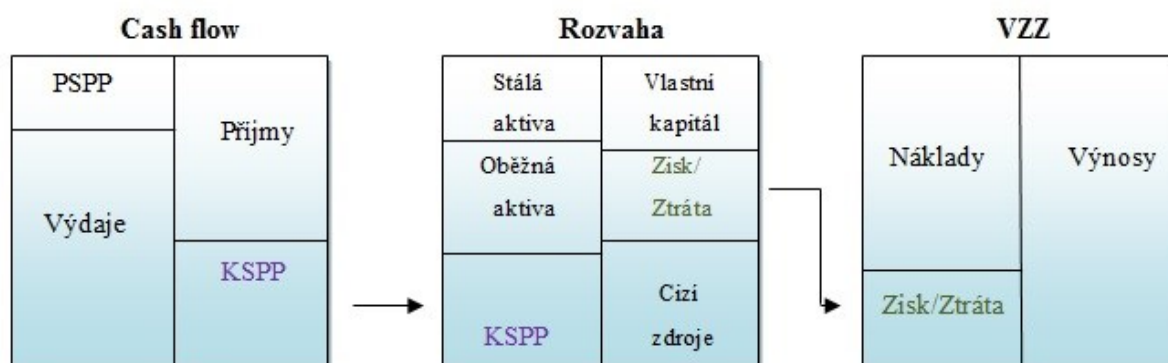 Cash flow
PSPP
Příjmy
Výdaje
KSPP
Rozvaha
Stálá
aktiva
Vlastní
kapitál
Oběžná
aktiva
Zisk/
Ztráta
KSPP
Cizí
zdroje
VZZ
Náklady
Výnosy
Zisk/Ztráta